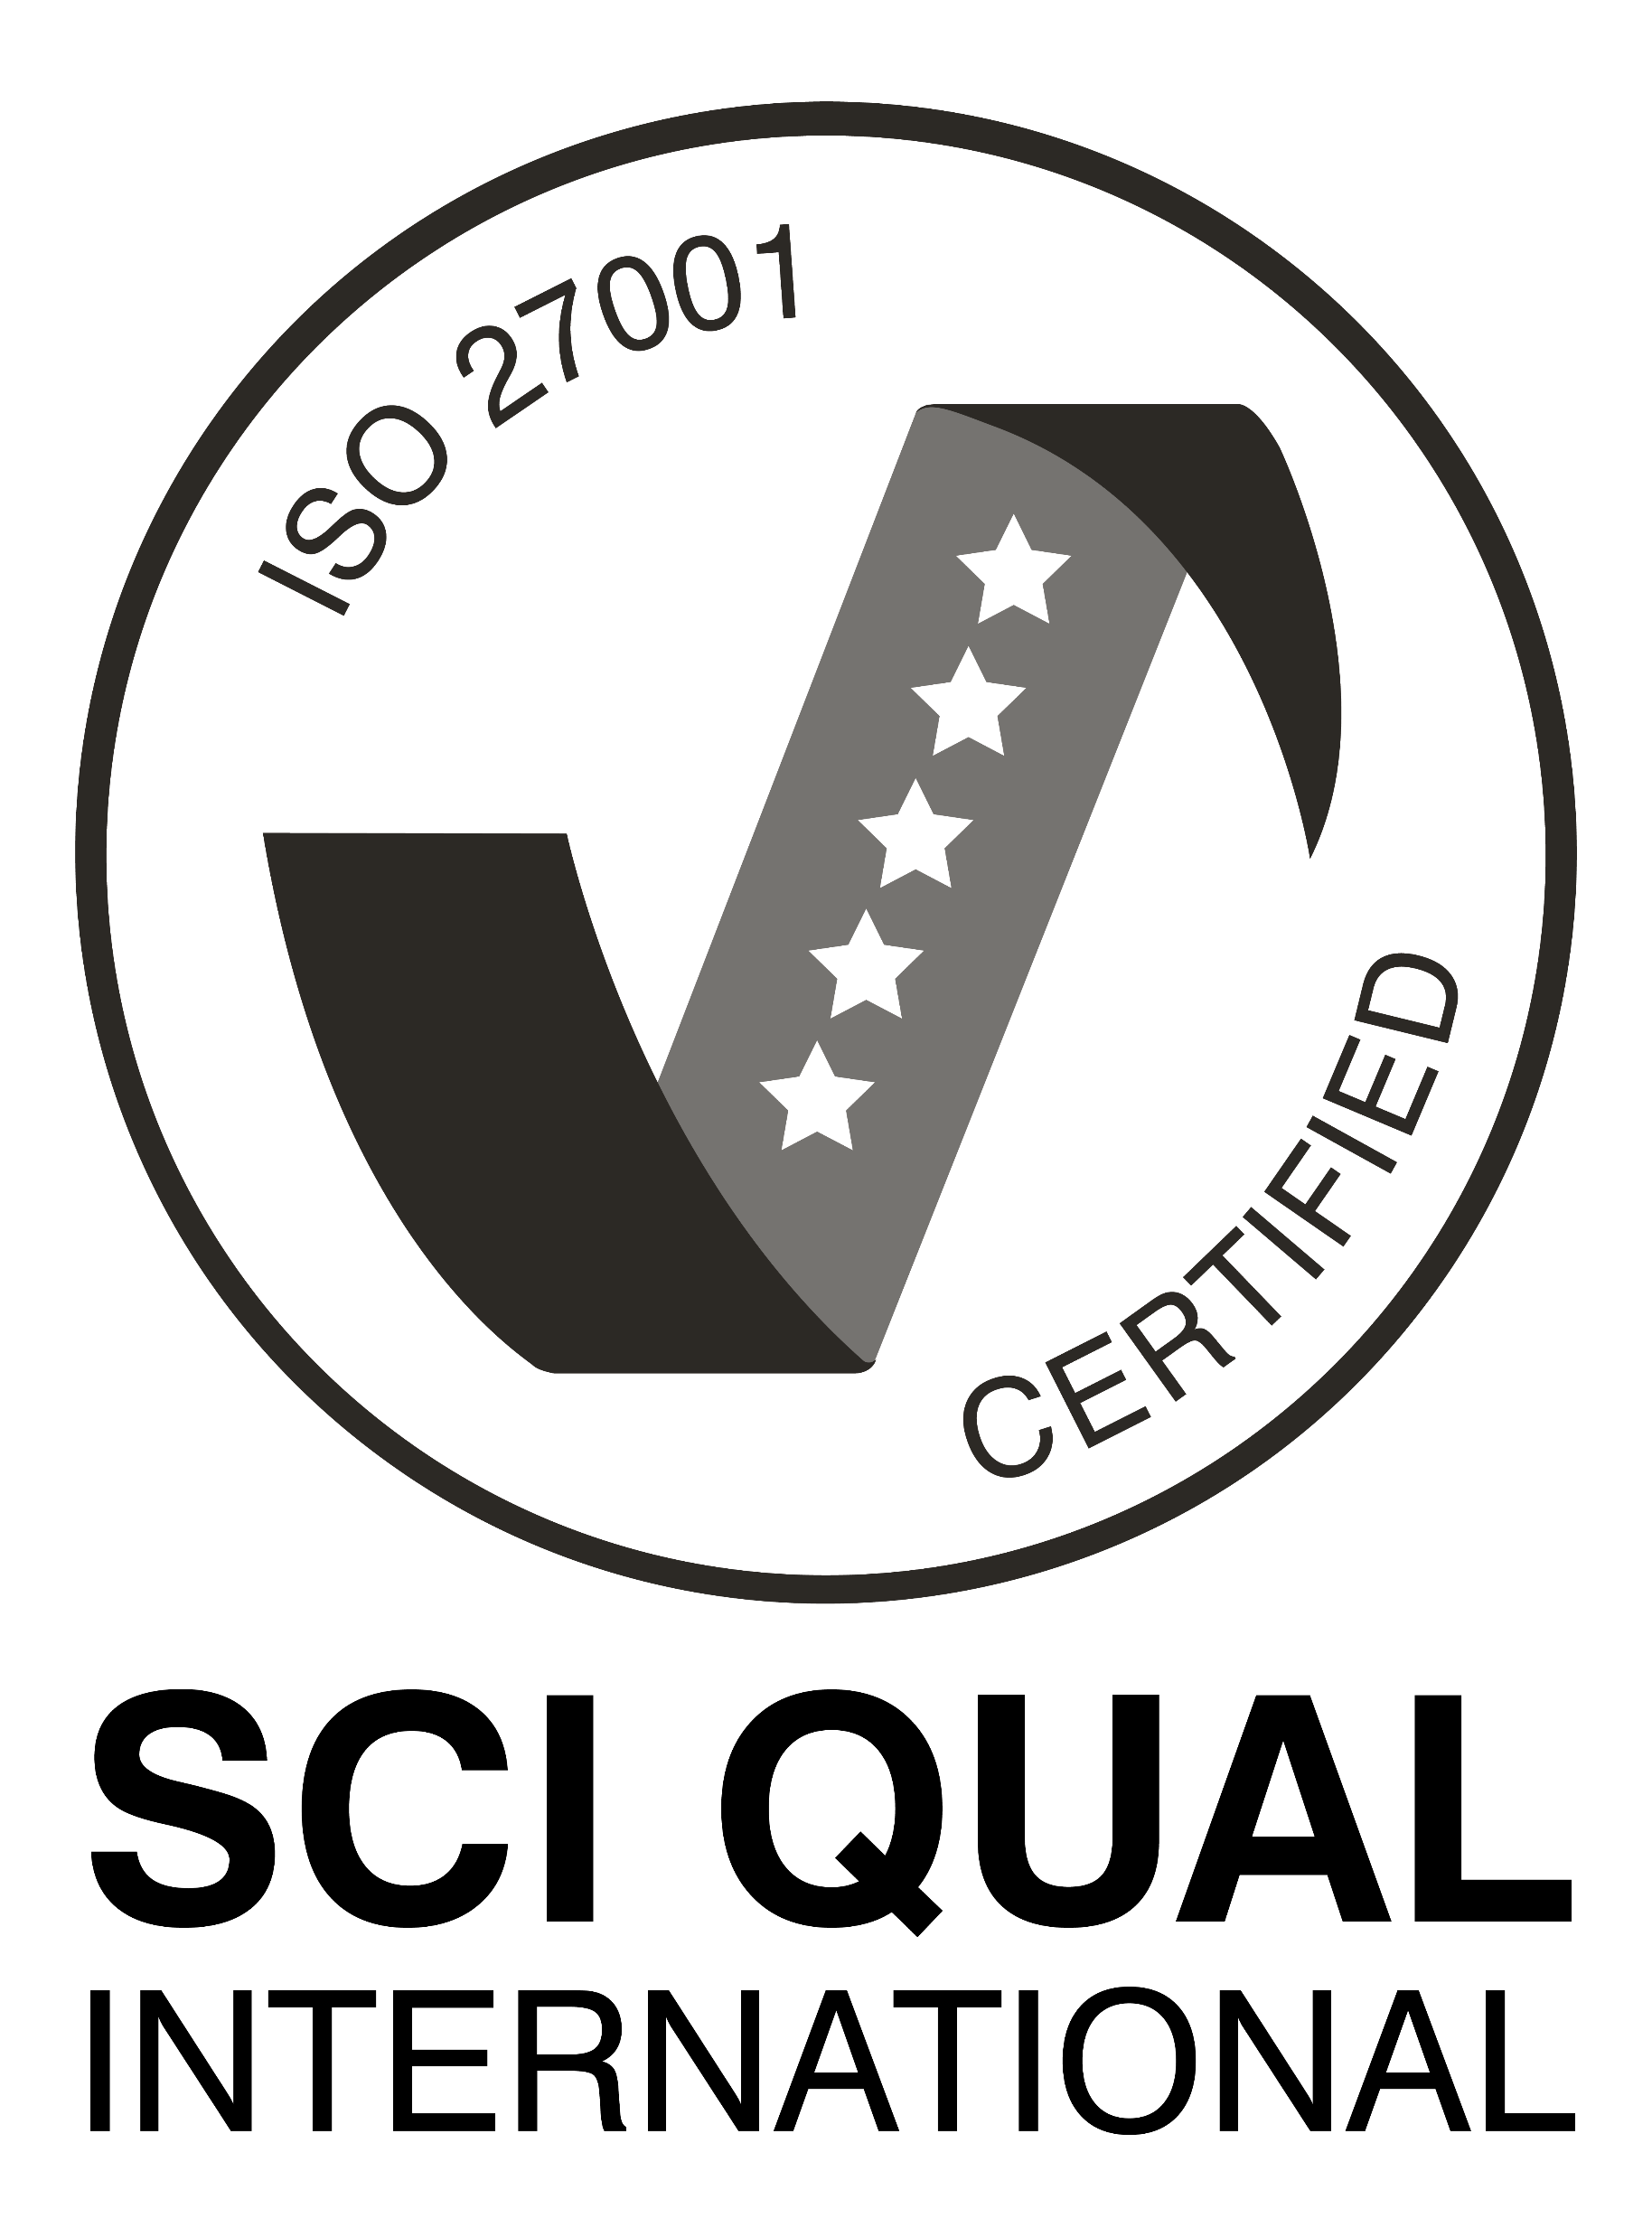 ISO 27001
CERTIFIED
SCI QUAL
INTERNATIONAL